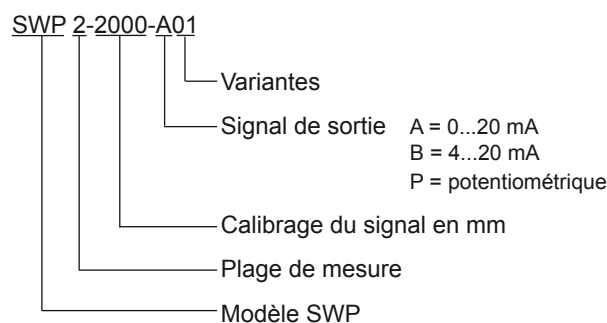 SWP 2-2000-A01
Variantes
Signal de sortie A = 0...20 mA
B = 4...20 mA
P = potentiométrique
Calibrage du signal en mm
Plage de mesure
Modèle SWP